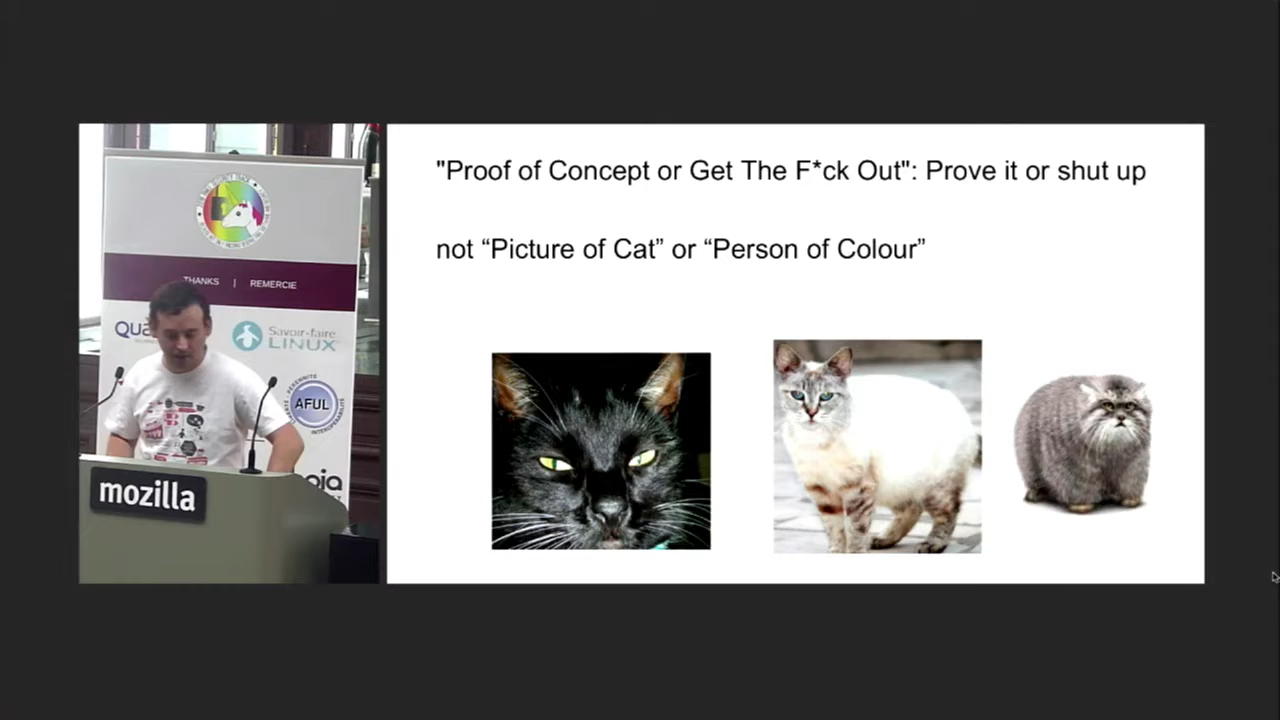 "Proof of Concept or Get The F*ck Out": Prove it or shut up
not “Picture of Cat” or “Person of Colour”
THANKS | REMERCIE
Savoir-faire
LINUX
AFUL
mozilla